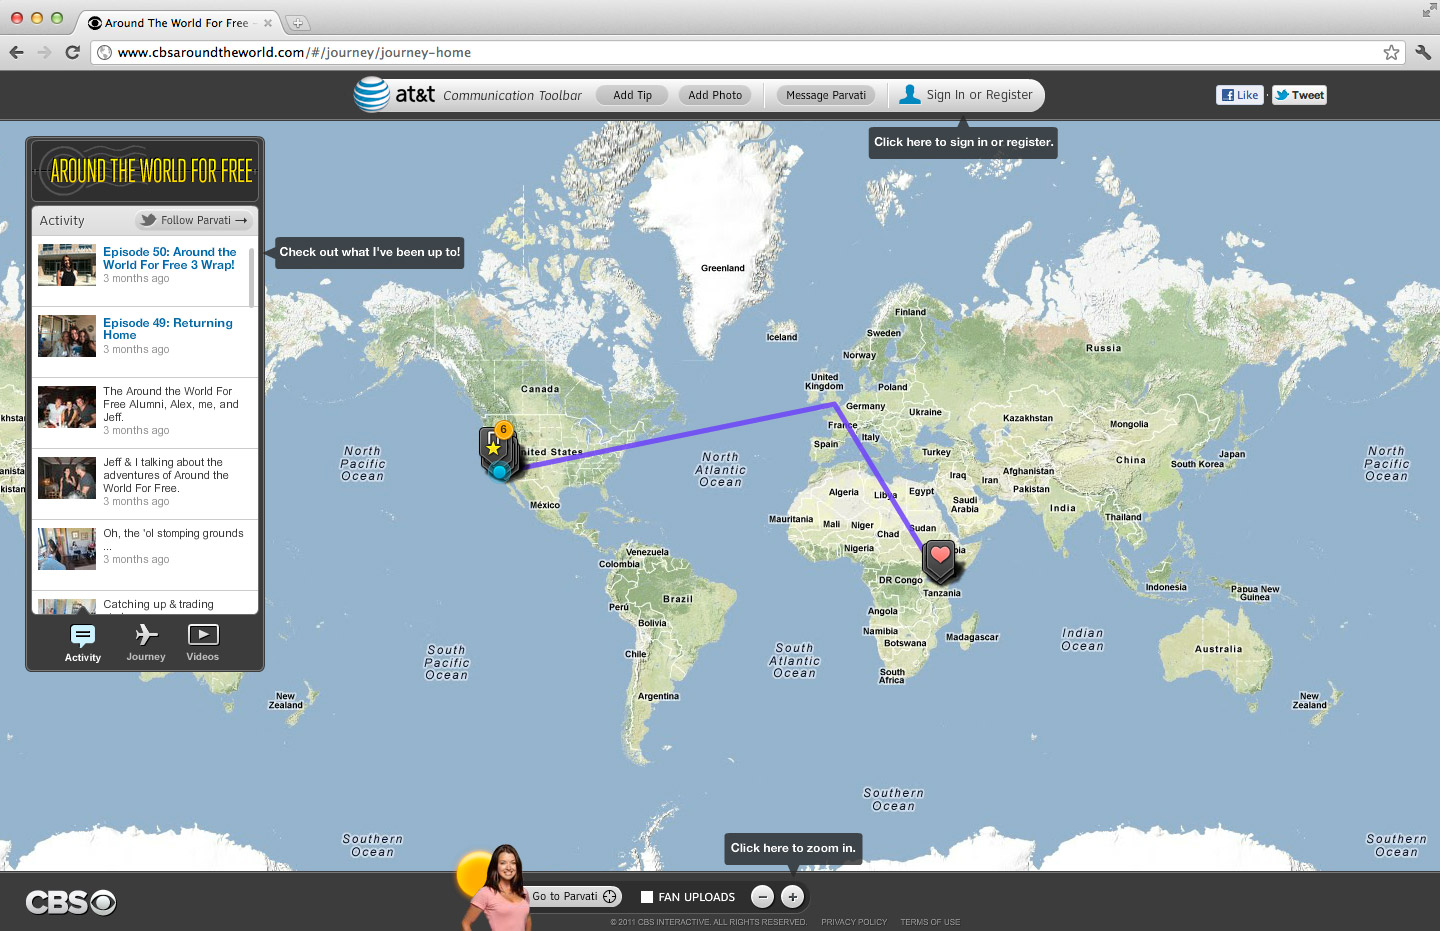 Around The World For Free -
www.cbsaroundtheworld.com/#/journey/journey-home
at&t Communication Toolbar
Add Tip
Add Photo
Message Parvati
Sign In or Register
Like
Tweet
Click here to sign in or register.
AROUND THE WORLD FOR FREE
Activity
Follow Parvati →
Check out what I've been up to!
Episode 50: Around the
World For Free 3 Wrap!
3 months ago
Episode 49: Returning
Home
3 months ago
The Around the World For
Free Alumni, Alex, me, and
Jeff.
3 months ago
Jeff & I talking about the
adventures of Around the
World For Free.
3 months ago
Oh, the 'ol stomping grounds
...
3 months ago
Catching up & trading
Activity
Journey
Videos
Greenland
Iceland
Finland
Sweden
Norway
Russia
United
Kingdom
Poland
Canada
Germany
Ukraine
Kazakhstan
Mongolia
France
Italy
Spain
6
United States
Turkey
China
Japan
South Korea
North
Pacific
Ocean
North
Atlantic
Ocean
North
Pacific
Ocean
Iraq
Iran
Afghanistan
Pakistan
Algeria
Libya
Egypt
Saudi
Arabia
India
México
Mauritania
Mali
Niger
Chad
Sudan
Thailand
Nigeria
Venezuela
Colombia
DR Congo
Tanzania
Indonesia
Papua New
Guinea
Brazil
Perú
Bolivia
Angola
Namibia
Botswana
Madagascar
Indian
Ocean
South
Pacific
Ocean
South
Atlantic
Ocean
Chile
South
Africa
Australia
Argentina
New
Zealand
New
Zealand
Southern
Ocean
Southern
Ocean
Southern
Ocean
Click here to zoom in.
CBS
Go to Parvati
FAN UPLOADS
− +
© 2011 CBS INTERACTIVE. ALL RIGHTS RESERVED. PRIVACY POLICY TERMS OF USE